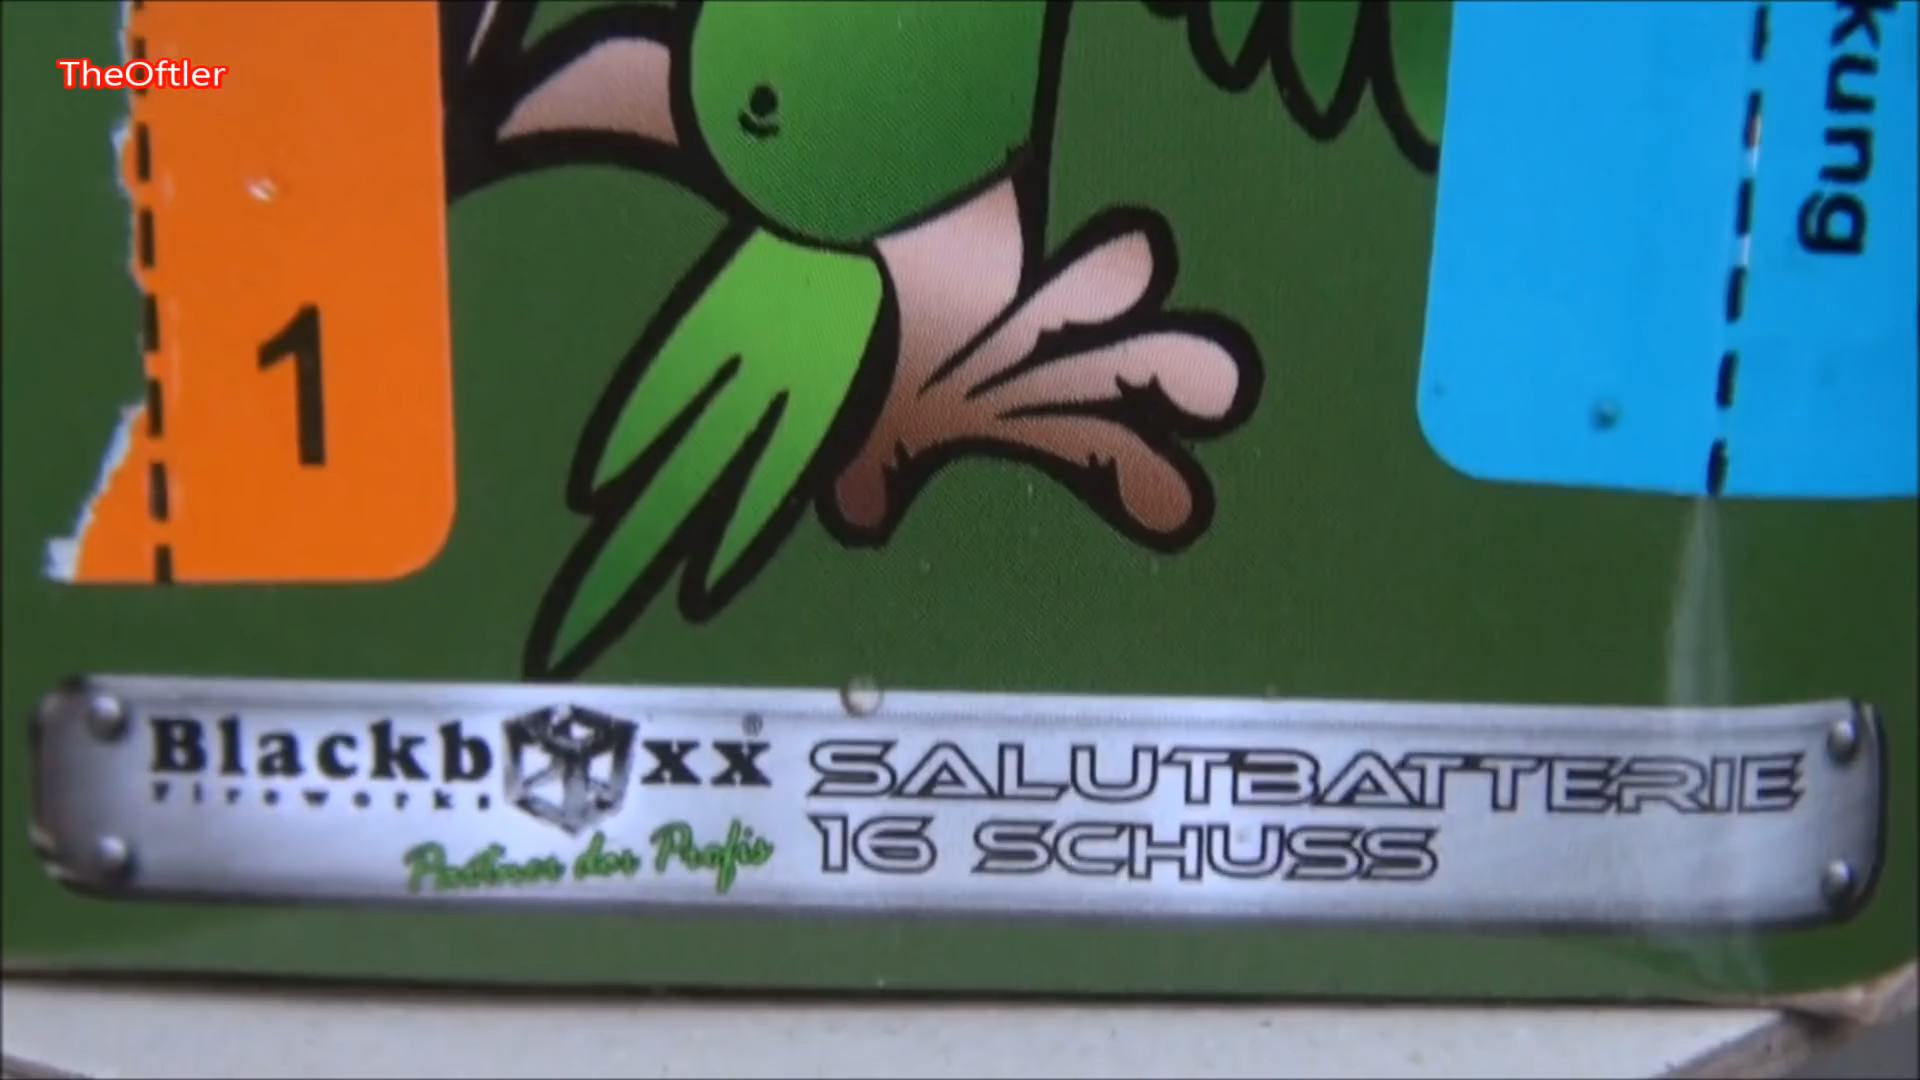 TheOftler
kung
1
Blackboxx®
Fireworks
Partner der Profis
SALUTBATTERIE
16 SCHUSS